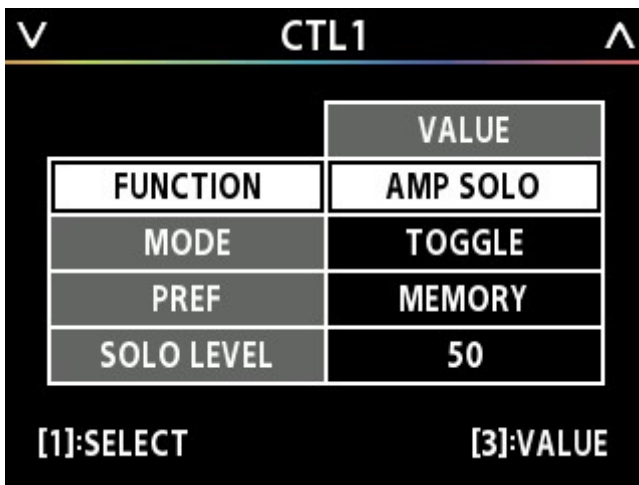 CTL1
VALUE
FUNCTION AMP SOLO
MODE TOGGLE
PREF MEMORY
SOLO LEVEL 50
[1]:SELECT [3]:VALUE